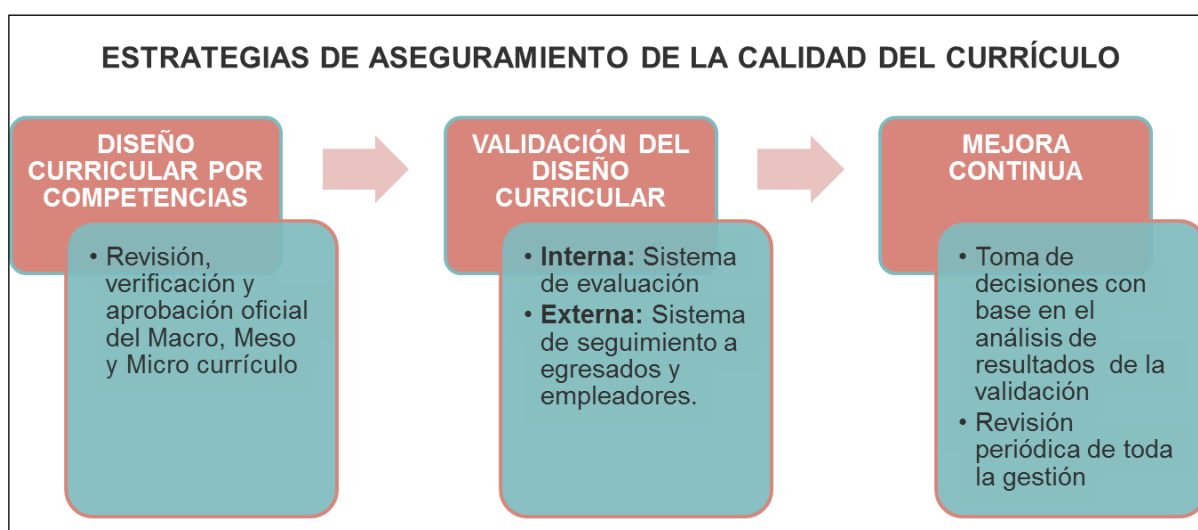 ESTRATEGIAS DE ASEGURAMIENTO DE LA CALIDAD DEL CURRÍCULO
DISEÑO
CURRICULAR POR
COMPETENCIAS
• Revisión,
verificación y
aprobación oficial
del Macro, Meso
y Micro currículo
VALIDACIÓN DEL
DISEÑO
CURRICULAR
• Interna: Sistema
de evaluación
• Externa: Sistema
de seguimiento a
egresados y
empleadores.
MEJORA
CONTINUA
• Toma de
decisiones con
base en el
análisis de
resultados de la
validación
• Revisión
periódica de toda
la gestión